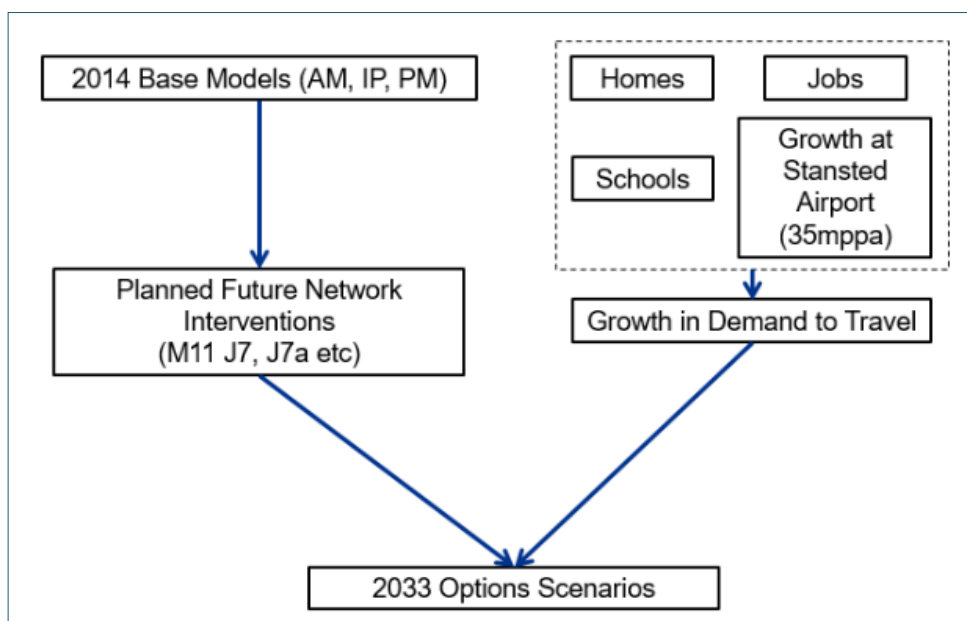 2014 Base Models (AM, IP, PM)
Homes
Jobs
Schools
Growth at
Stansted
Airport
(35mppa)
Planned Future Network
Interventions
(M11 J7, J7a etc)
Growth in Demand to Travel
2033 Options Scenarios